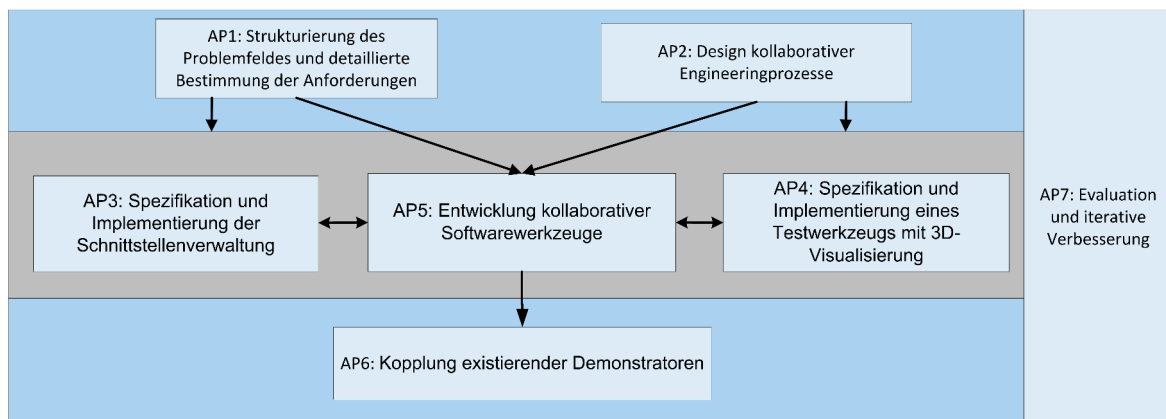 AP1: Strukturierung des
Problemfeldes und detaillierte
Bestimmung der Anforderungen
AP2: Design kollaborativer
Engineeringprozesse
AP3: Spezifikation und
Implementierung der
Schnittstellenverwaltung
AP5: Entwicklung kollaborativer
Softwarewerkzeuge
AP4: Spezifikation und
Implementierung eines
Testwerkzeugs mit 3D-
Visualisierung
AP7: Evaluation
und iterative
Verbesserung
AP6: Kopplung existierender Demonstratoren